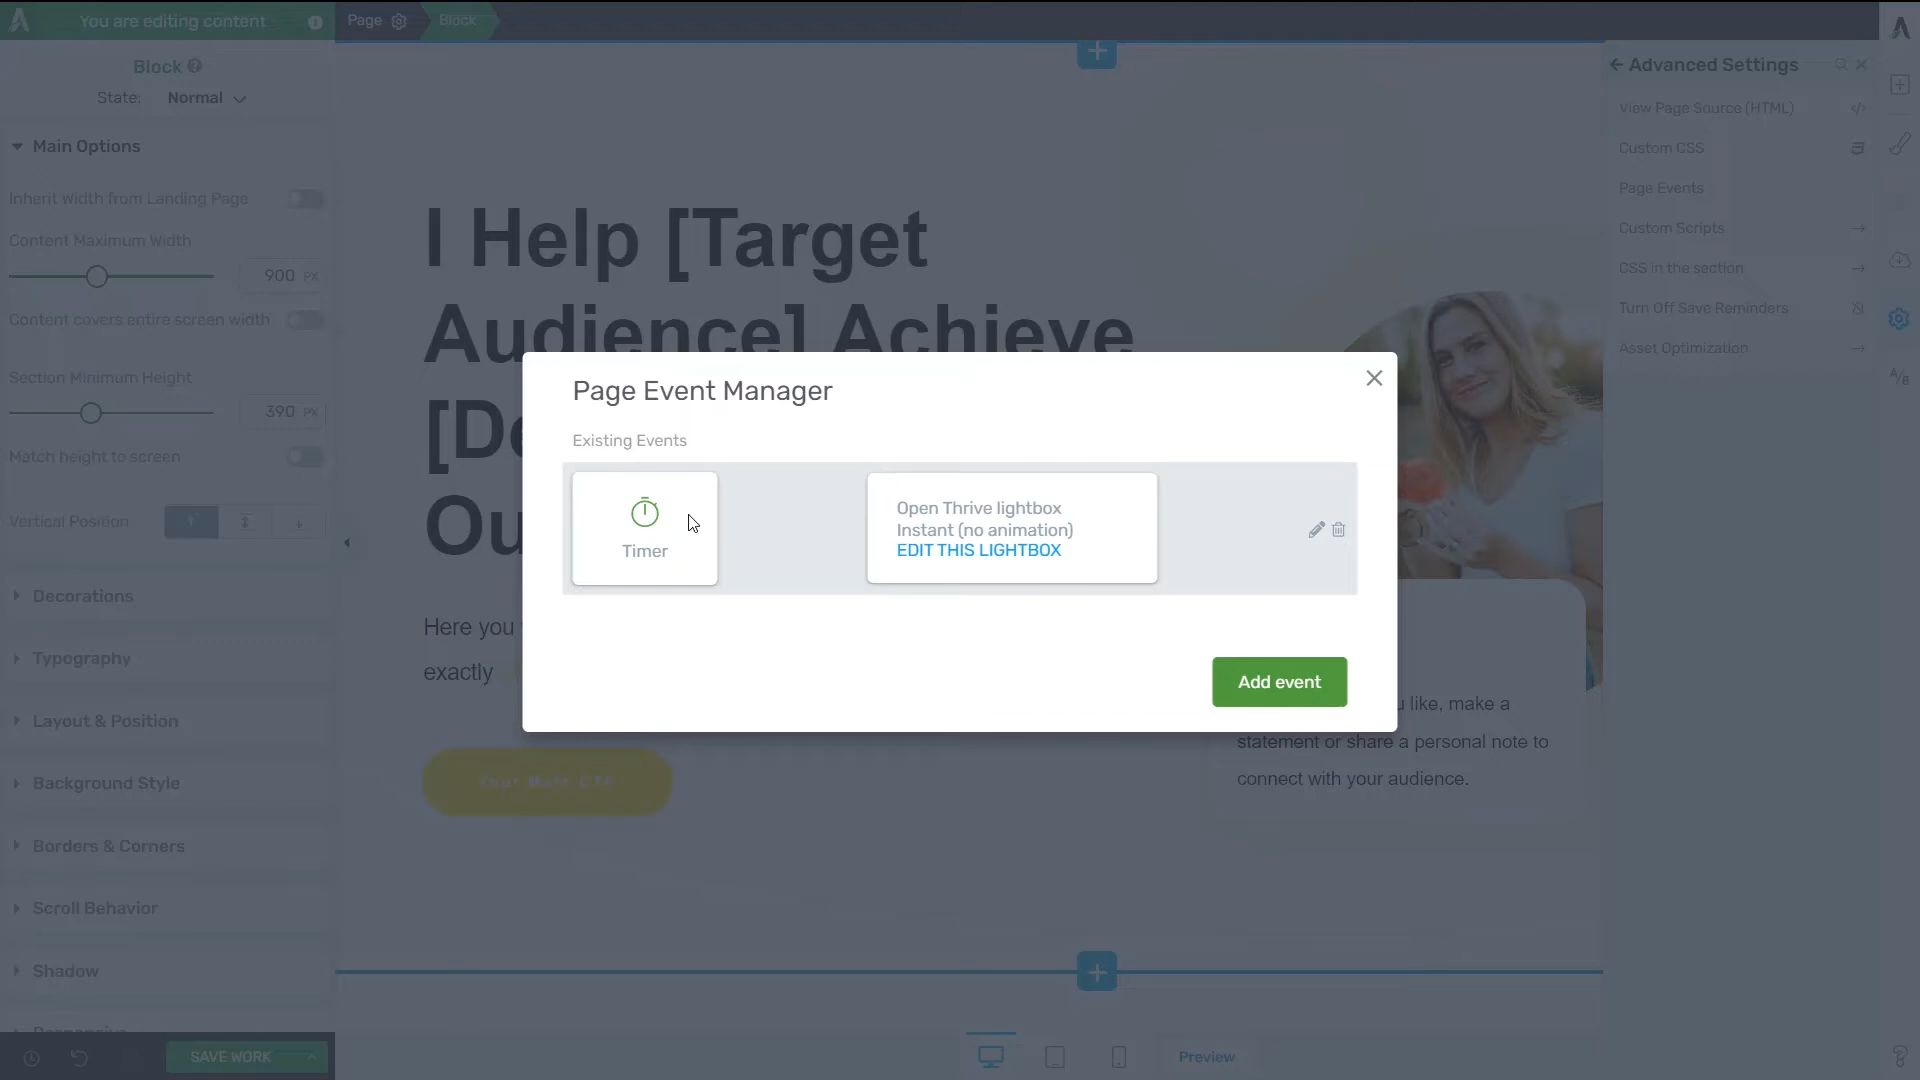 You are editing content
Page
Block
Block
State: Normal
Main Options
Inherit Width from Landing Page
Content Maximum Width
900 PX
Content covers entire screen width
Section Minimum Height
390 PX
Match height to screen
Vertical Position
Decorations
Typography
Layout & Position
Background Style
Borders & Corners
Scroll Behavior
Shadow
Responsive
SAVE WORK
I Help [Target
Audience] Achieve
[De
Ou
Here you
exactly
Your Main CTA
u like, make a
statement or share a personal note to
connect with your audience.
Page Event Manager
Existing Events
Timer
Open Thrive lightbox
Instant (no animation)
EDIT THIS LIGHTBOX
Add event
Preview
Advanced Settings
View Page Source (HTML)
Custom CSS
Page Events
Custom Scripts
CSS in the section
Turn Off Save Reminders
Asset Optimization
A/B